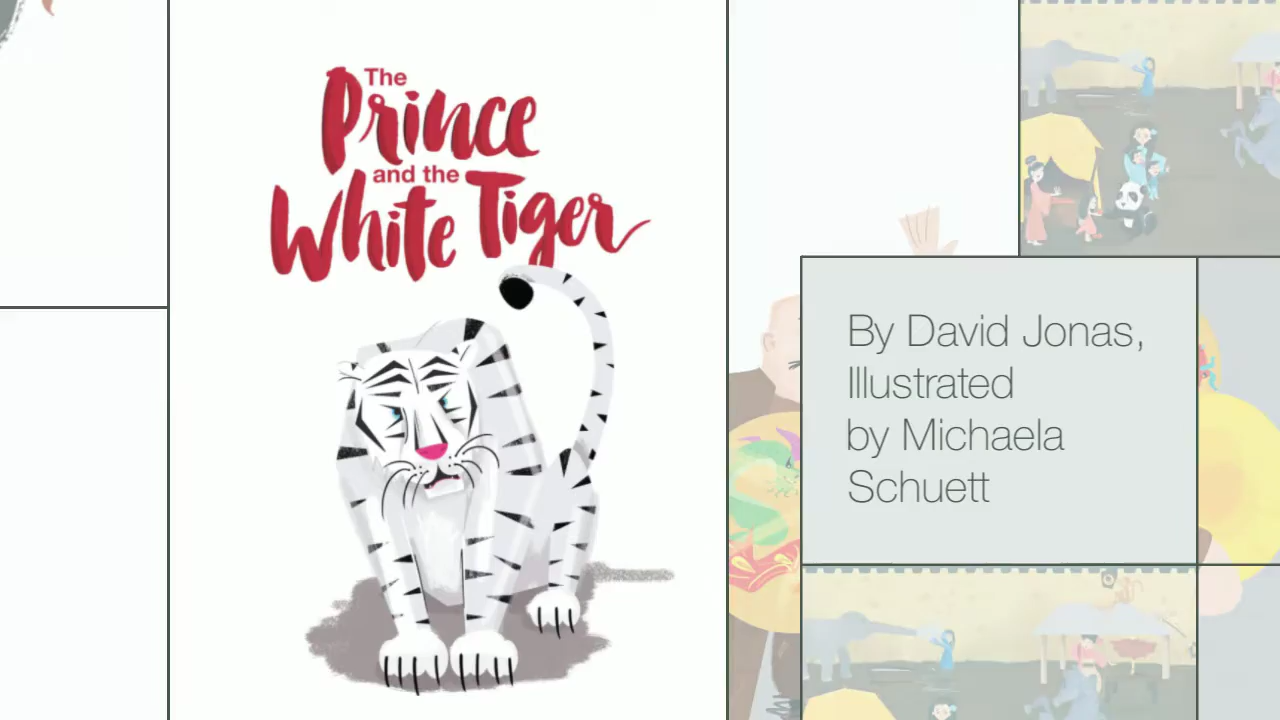 The
Prince
and the
White Tiger
By David Jonas,
Illustrated
by Michaela
Schuett